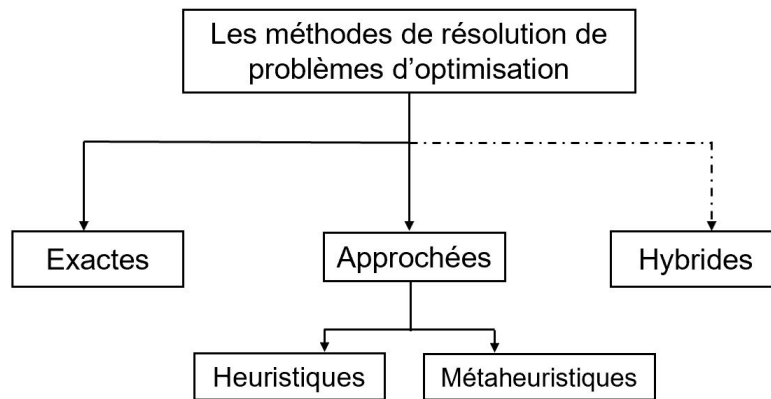 Les méthodes de résolution de
problèmes d’optimisation
Exactes
Approchées
Hybrides
Heuristiques
Métaheuristiques